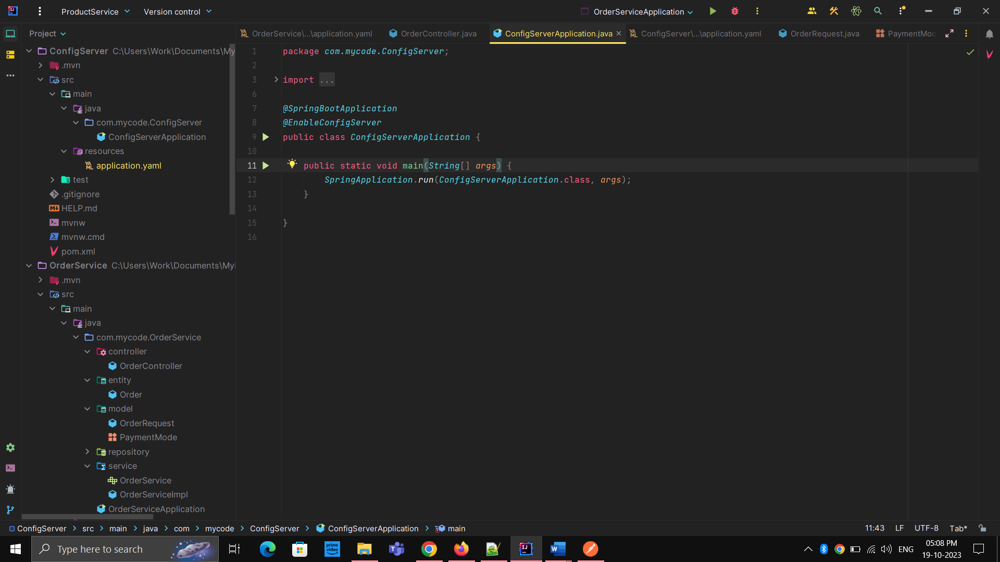 ProductService
Version control
OrderServiceApplication
Project
OrderService\...\application.yaml
OrderController.java
ConfigServerApplication.java
ConfigServer\...\application.yaml
OrderRequest.java
PaymentMod
ConfigServer C:\Users\Work\Documents\My
.mvn
src
main
java
com.mycode.ConfigServer
ConfigServerApplication
resources
application.yaml
test
.gitignore
HELP.md
mvnw
mvnw.cmd
pom.xml
OrderService C:\Users\Work\Documents\My
.mvn
src
main
java
com.mycode.OrderService
controller
OrderController
entity
Order
model
OrderRequest
PaymentMode
repository
service
OrderService
OrderServiceImpl
OrderServiceApplication
1 package com.mycode.ConfigServer;
2
3 import ...
6
7 @SpringBootApplication
8 @EnableConfigServer
9 public class ConfigServerApplication {
10
11 public static void main(String[] args) {
12 SpringApplication.run(ConfigServerApplication.class, args);
13 }
14
15 }
16
ConfigServer > src > main > java > com > mycode > ConfigServer > ConfigServerApplication > main
11:43 LF UTF-8 Tab*
Type here to search
prime video
ENG
05:08 PM
19-10-2023